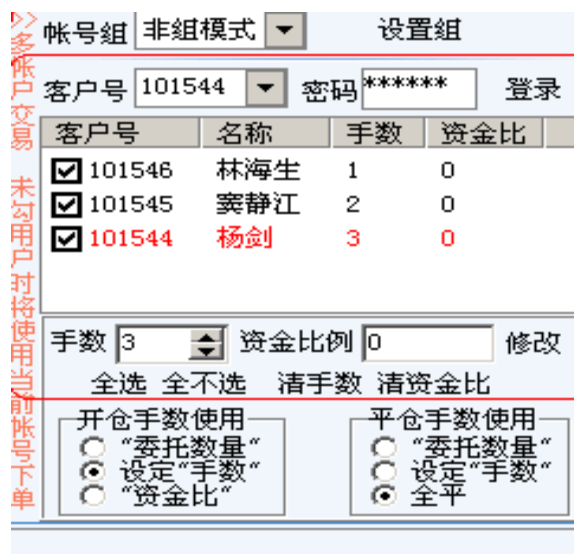 >>多帐户 交易 未勾用户时将使用当前帐号下单
帐号组 非组模式 设置组
客户号 101544 密码 ****** 登录
客户号 名称 手数 资金比
101546 林海生 1 0
101545 窦静江 2 0
101544 杨剑 3 0
手数 3 资金比例 0 修改
全选 全不选 清手数 清资金比
开仓手数使用 平仓手数使用
“委托数量“ “委托数量“
设定“手数“ 设定“手数“
“资金比“ 全平